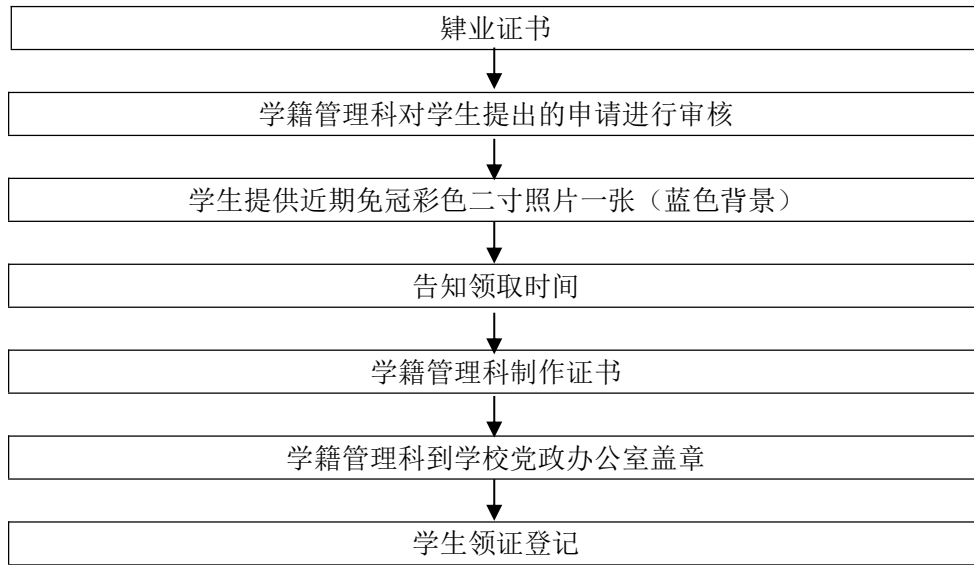 肄业证书
学籍管理科对学生提出的申请进行审核
学生提供近期免冠彩色二寸照片一张（蓝色背景）
告知领取时间
学籍管理科制作证书
学籍管理科到学校党政办公室盖章
学生领证登记